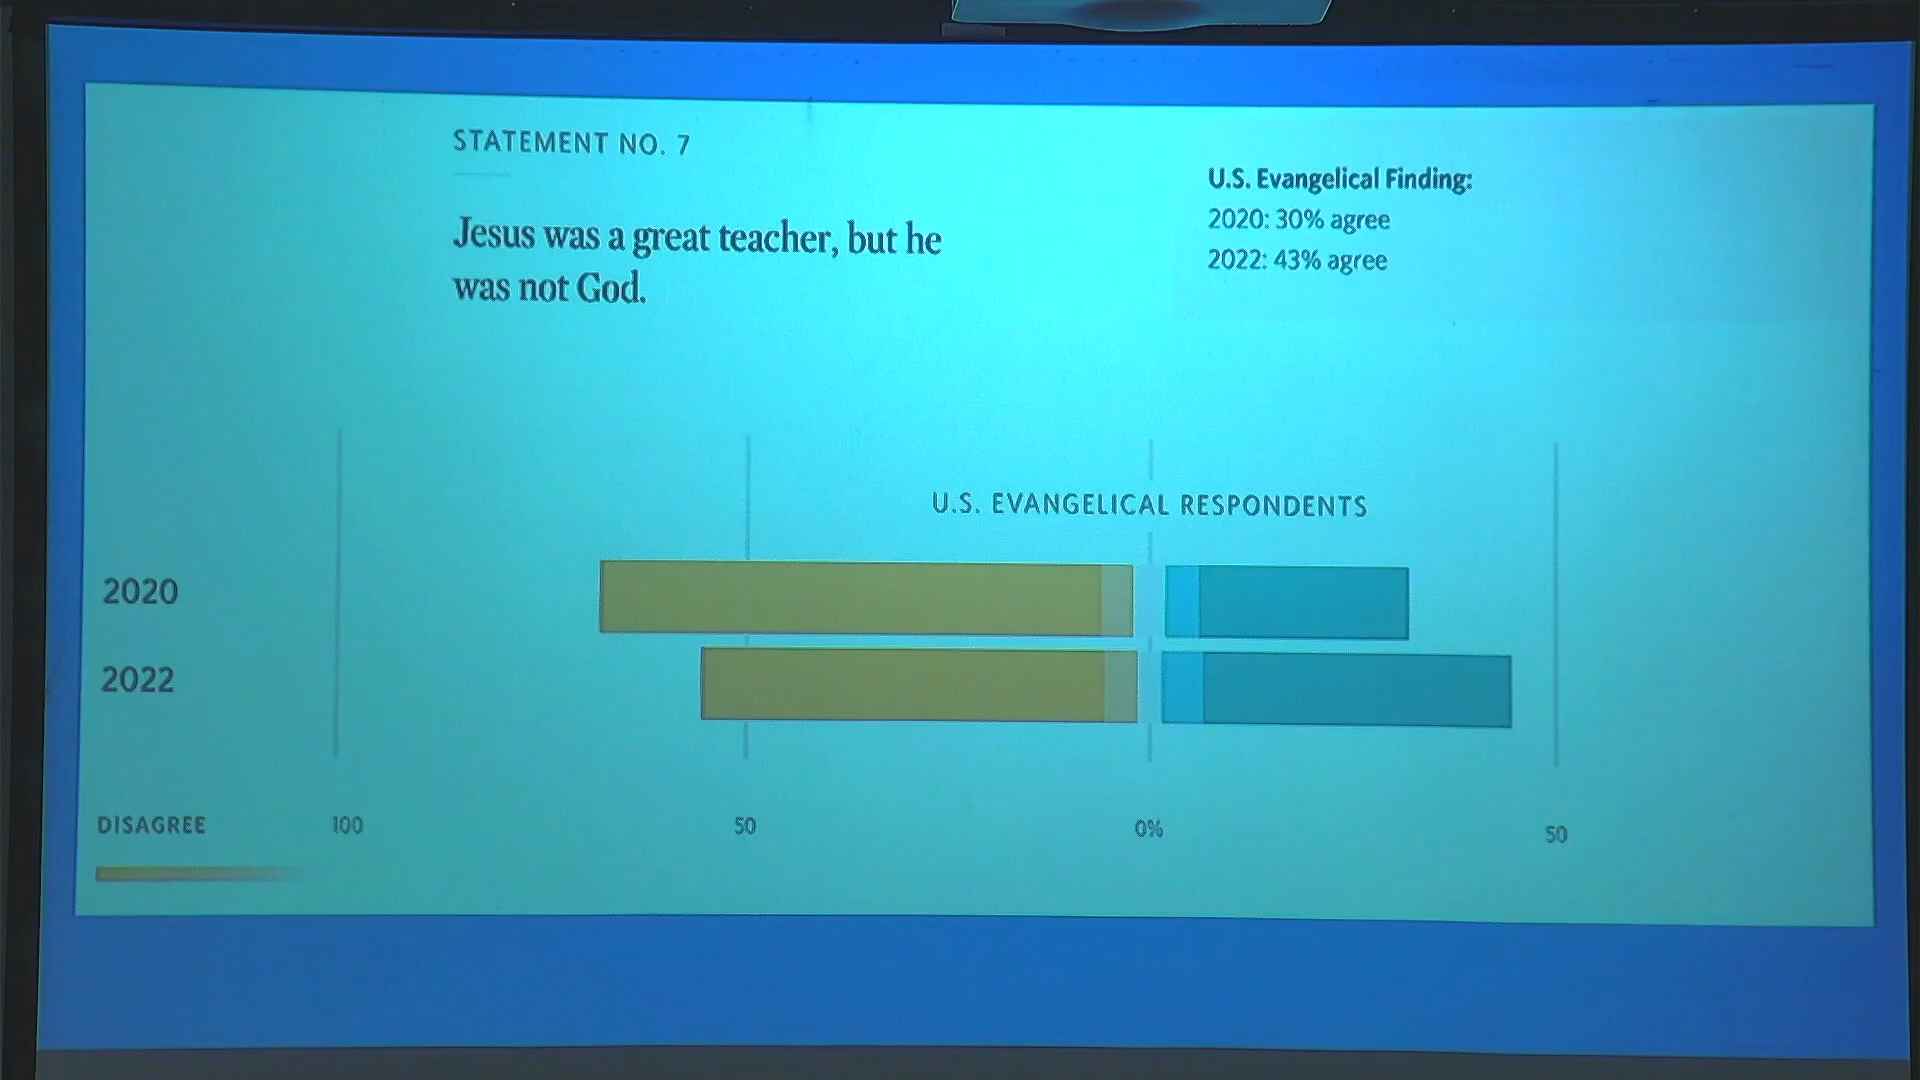 STATEMENT NO. 7
Jesus was a great teacher, but he
was not God.
U.S. Evangelical Finding:
2020: 30% agree
2022: 43% agree
U.S. EVANGELICAL RESPONDENTS
2020
2022
DISAGREE
100
50
0%
50